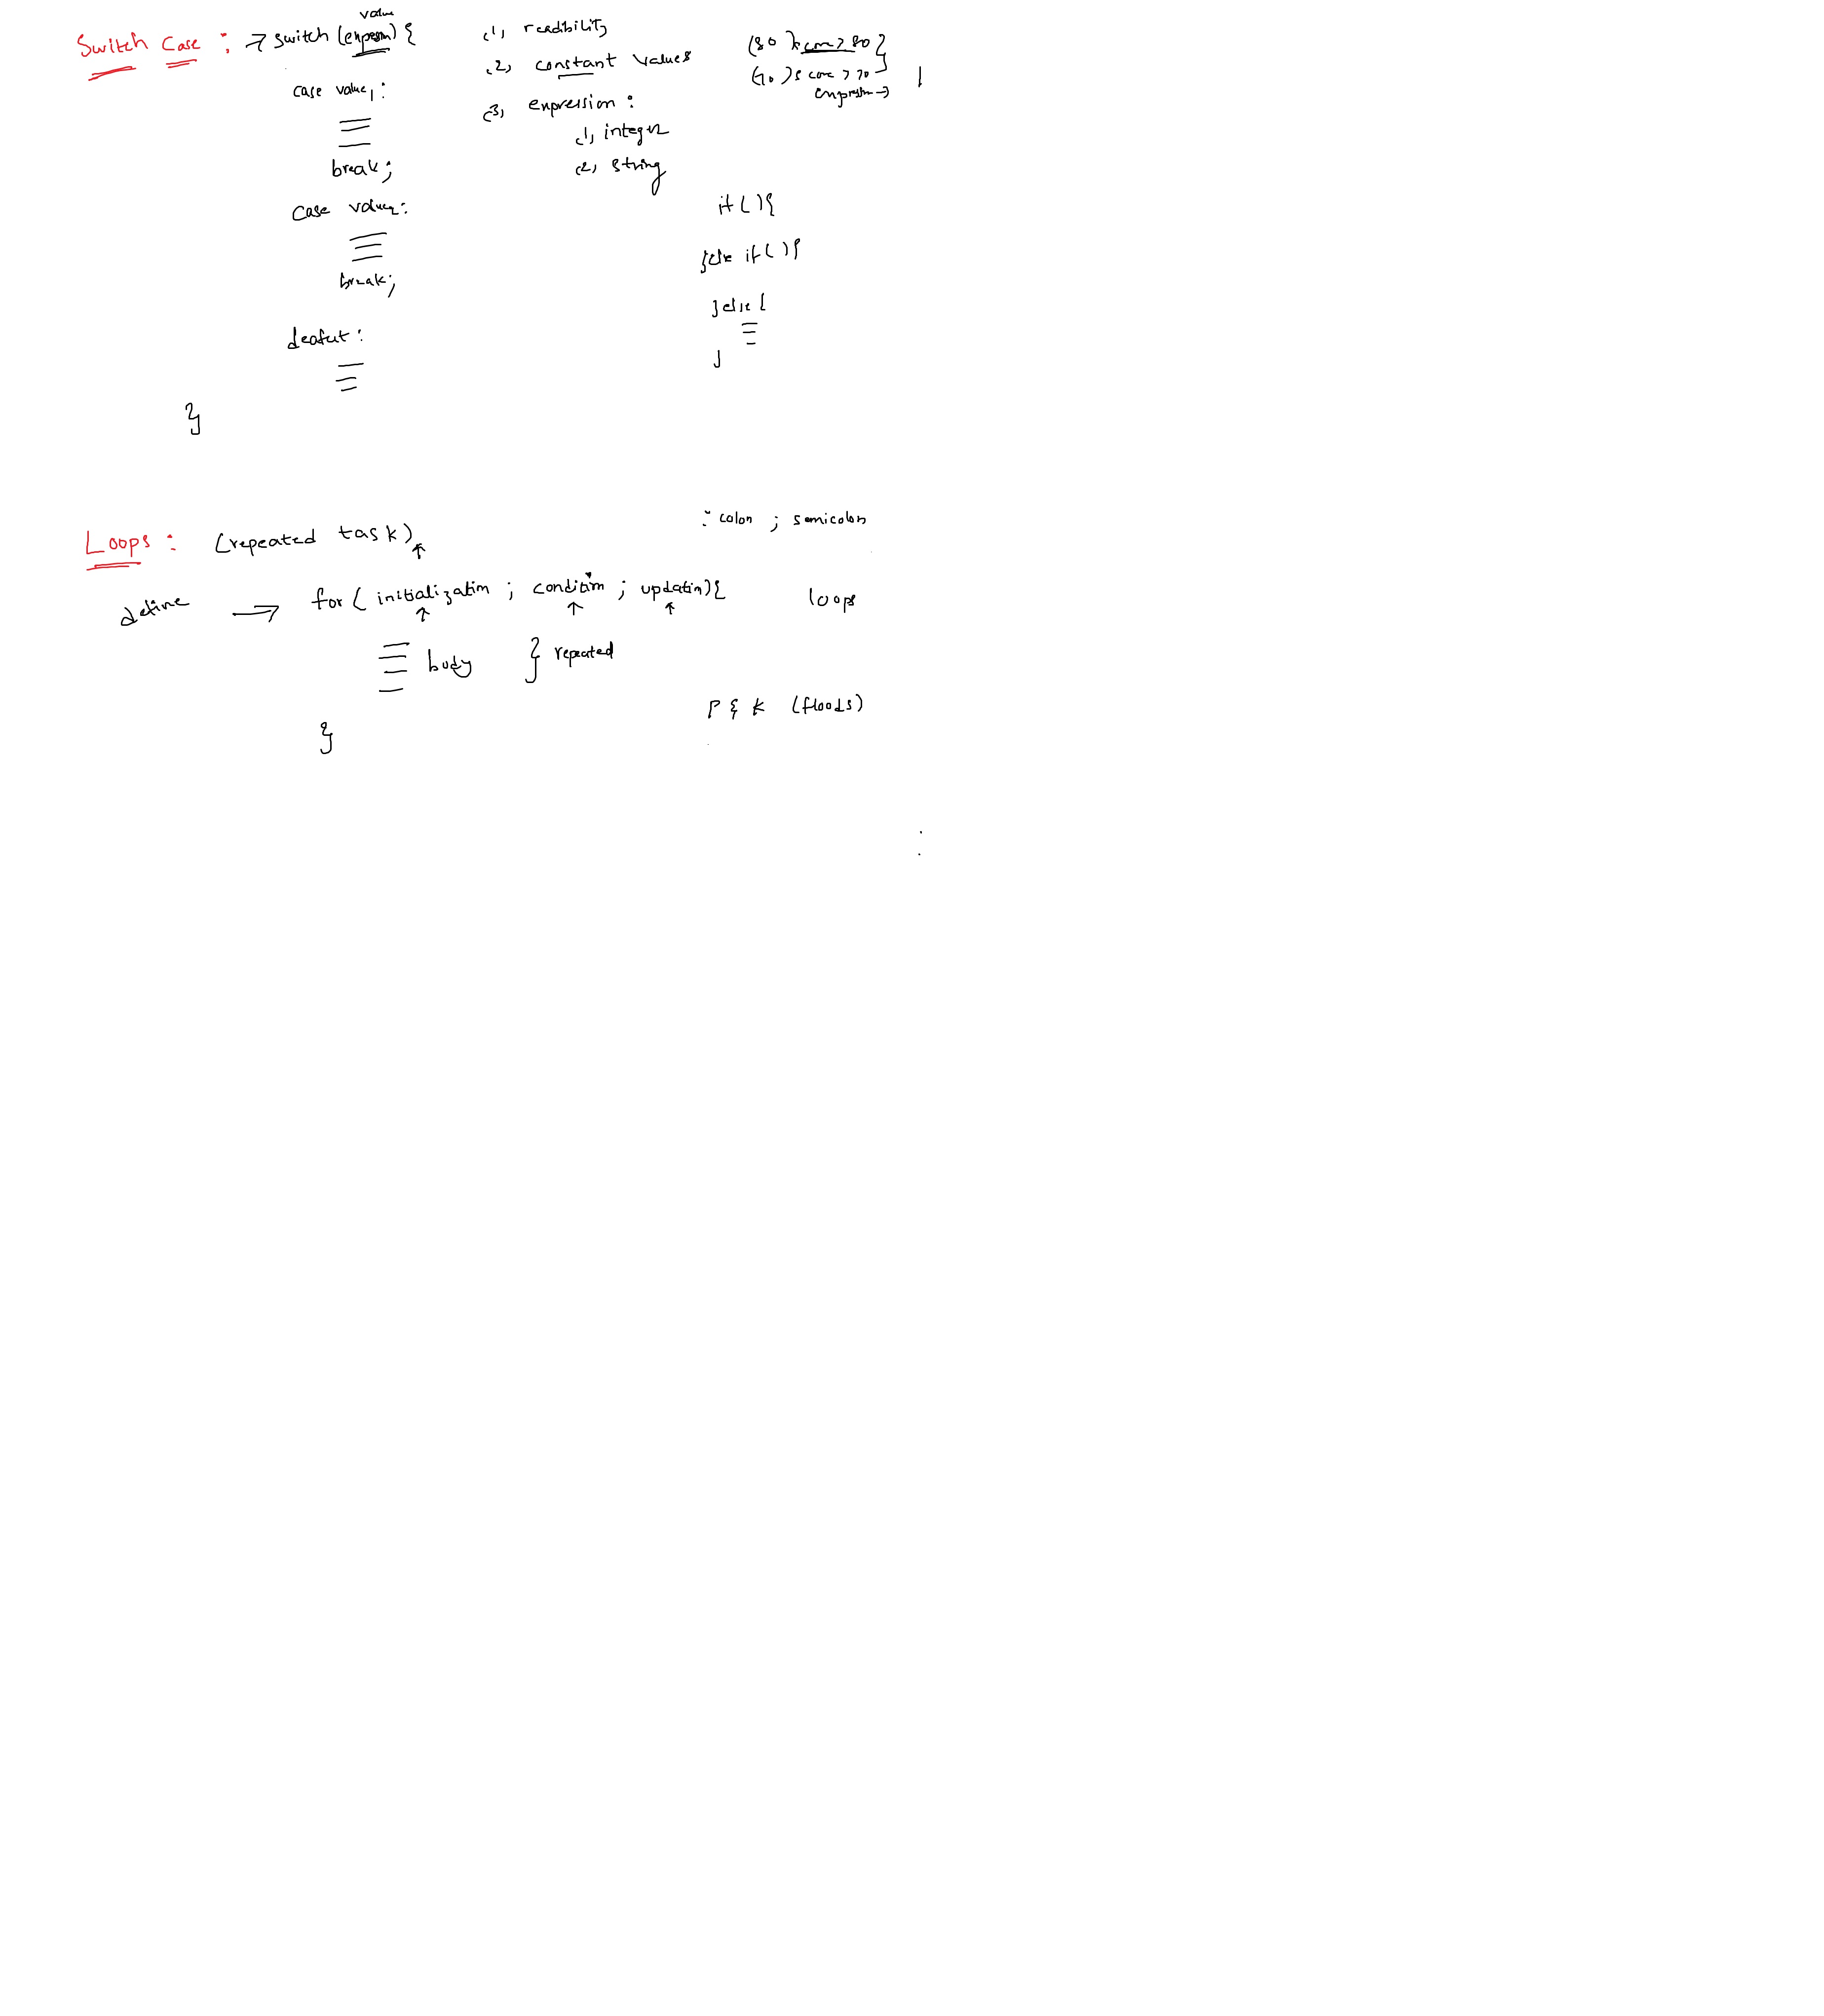 value
Switch Case : → switch (expression) {
(1) readibility
(2) constant values
(3) expression :
(1) integer
(2) string
(80) score > 80 }
(70) score > 70
expression →
case value1 :
break;
case value2 :
break;
deafut :
}
if ( ) {
} else if ( ) {
} else {
}
: colon ; semicolon
Loops : (repeated task)
define → for ( initialization ; condition ; updation) {
loops
body } repeated
}
P & K (floods)